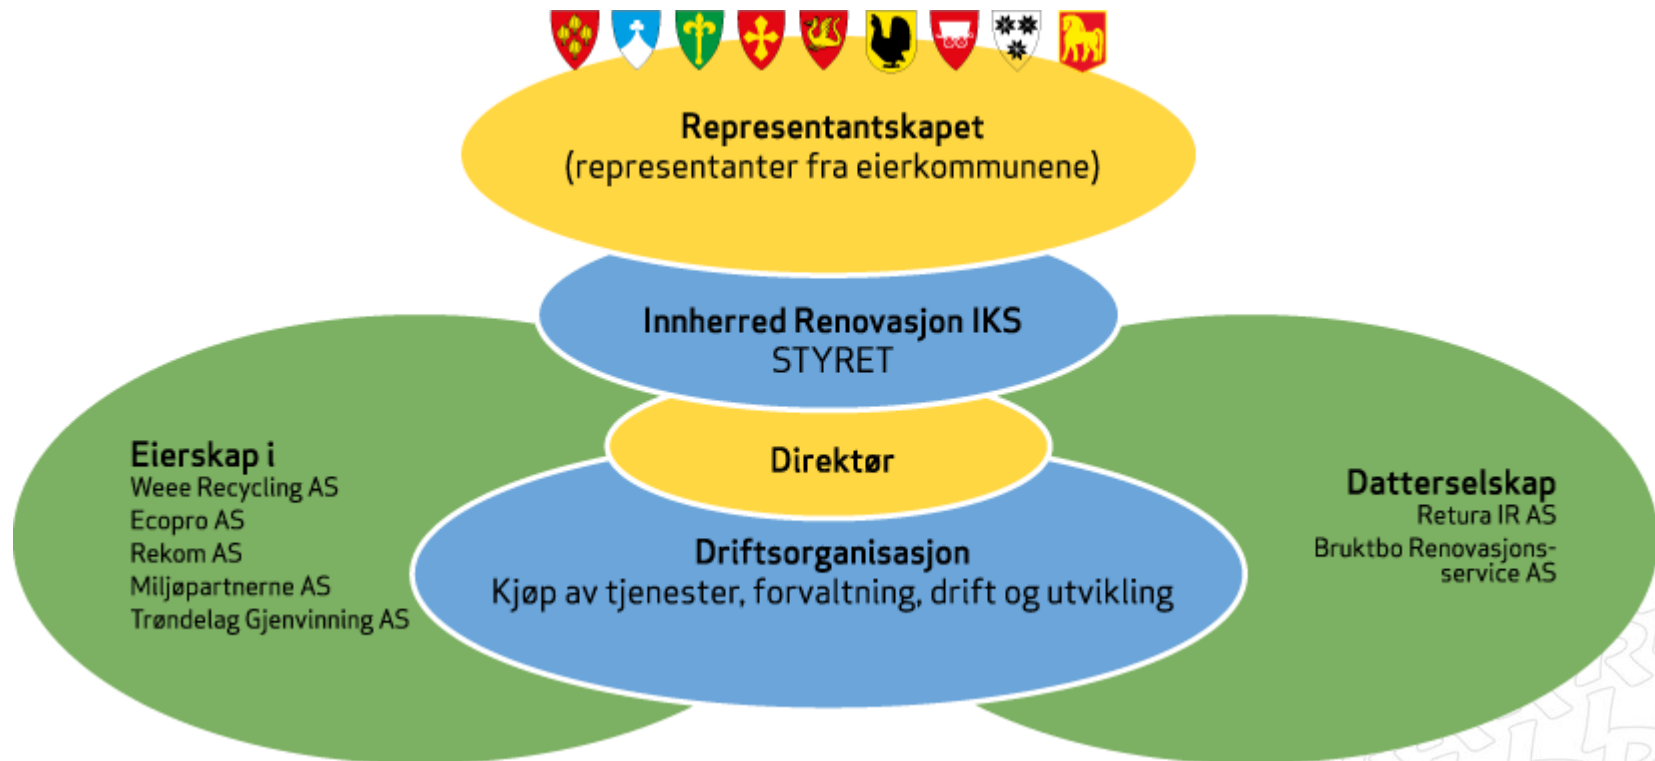 Representantskapet
(representanter fra eierkommunene)
Innherred Renovasjon IKS
STYRET
Direktør
Driftsorganisasjon
Kjøp av tjenester, forvaltning, drift og utvikling
Eierskap i
Weee Recycling AS
Ecopro AS
Rekom AS
Miljøpartnerne AS
Trøndelag Gjenvinning AS
Datterselskap
Retura IR AS
Bruktbo Renovasjons-
service AS